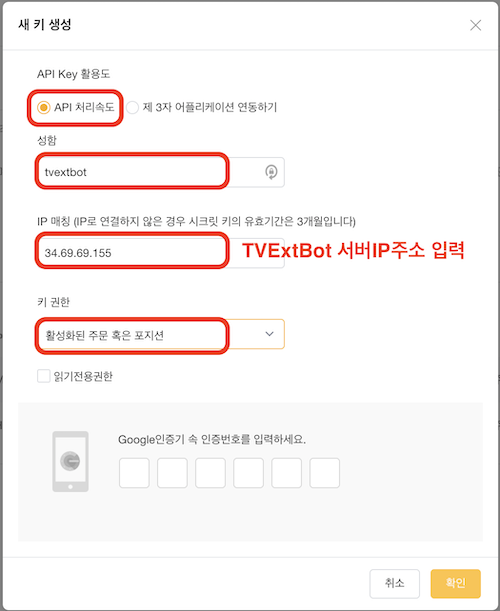 새 키 생성
API Key 활용도
API 처리속도 제 3자 어플리케이션 연동하기
성함
tvextbot
IP 매칭 (IP로 연결하지 않은 경우 시크릿 키의 유효기간은 3개월입니다)
34.69.69.155
TVExtBot 서버IP주소 입력
키 권한
활성화된 주문 혹은 포지션
읽기전용권한
Google인증기 속 인증번호를 입력하세요.
취소 확인